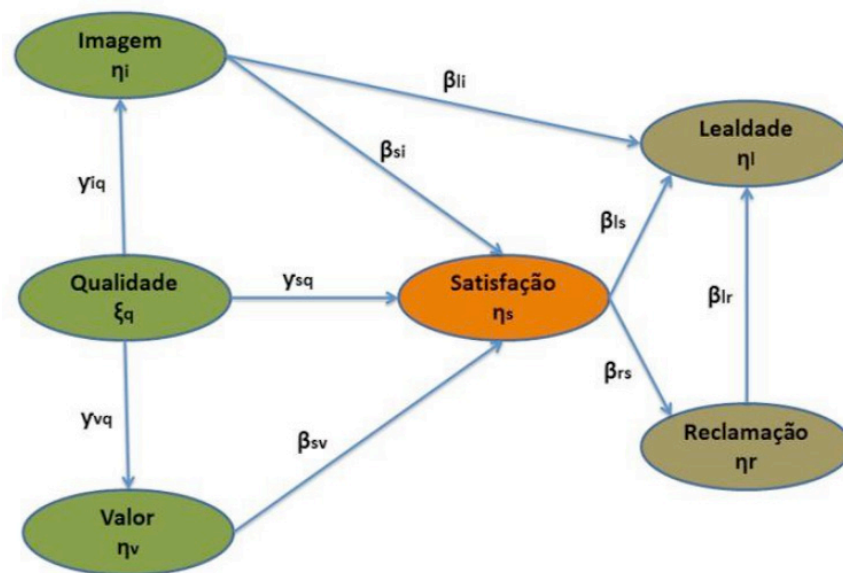 Imagem
ηi
βli
Lealdade
ηl
βsi
γiq
βls
Qualidade
ξq
γsq
Satisfação
ηs
βlr
βrs
γvq
βsv
Reclamação
ηr
Valor
ηv